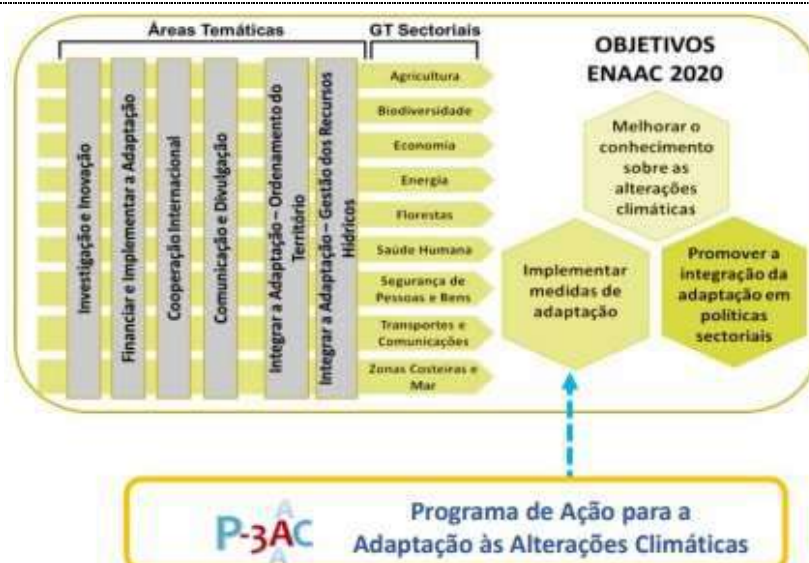 Áreas Temáticas
GT Sectoriais
Investigação e Inovação
Financiar e Implementar a Adaptação
Cooperação Internacional
Comunicação e Divulgação
Integrar a Adaptação – Ordenamento do
Território
Integrar a Adaptação – Gestão dos Recursos
Hídricos
Agricultura
Biodiversidade
Economia
Energia
Florestas
Saúde Humana
Segurança de
Pessoas e Bens
Transportes e
Comunicações
Zonas Costeiras e
Mar
OBJETIVOS
ENAAC 2020
Melhorar o
conhecimento
sobre as
alterações
climáticas
Implementar
medidas de
adaptação
Promover a
integração da
adaptação em
políticas
sectoriais
P-3AC
Programa de Ação para a
Adaptação às Alterações Climáticas